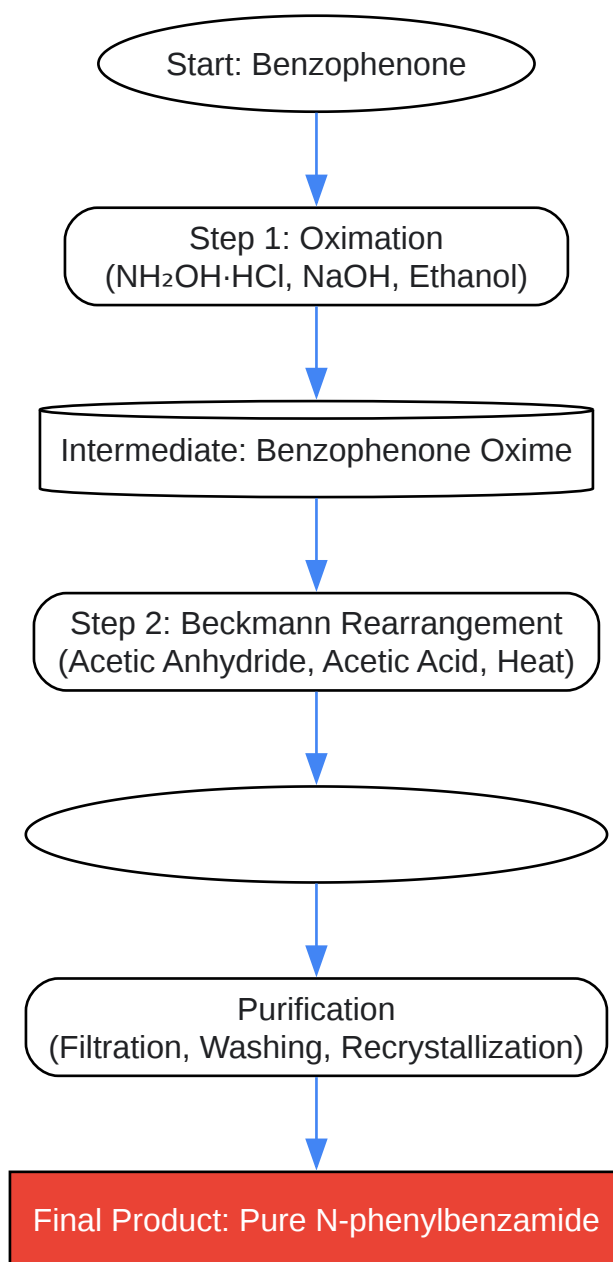 Start: Benzophenone
Step 1: Oximation
(NH₂OH·HCl, NaOH, Ethanol)
Intermediate: Benzophenone Oxime
Step 2: Beckmann Rearrangement
(Acetic Anhydride, Acetic Acid, Heat)
Purification
(Filtration, Washing, Recrystallization)
Final Product: Pure N-phenylbenzamide